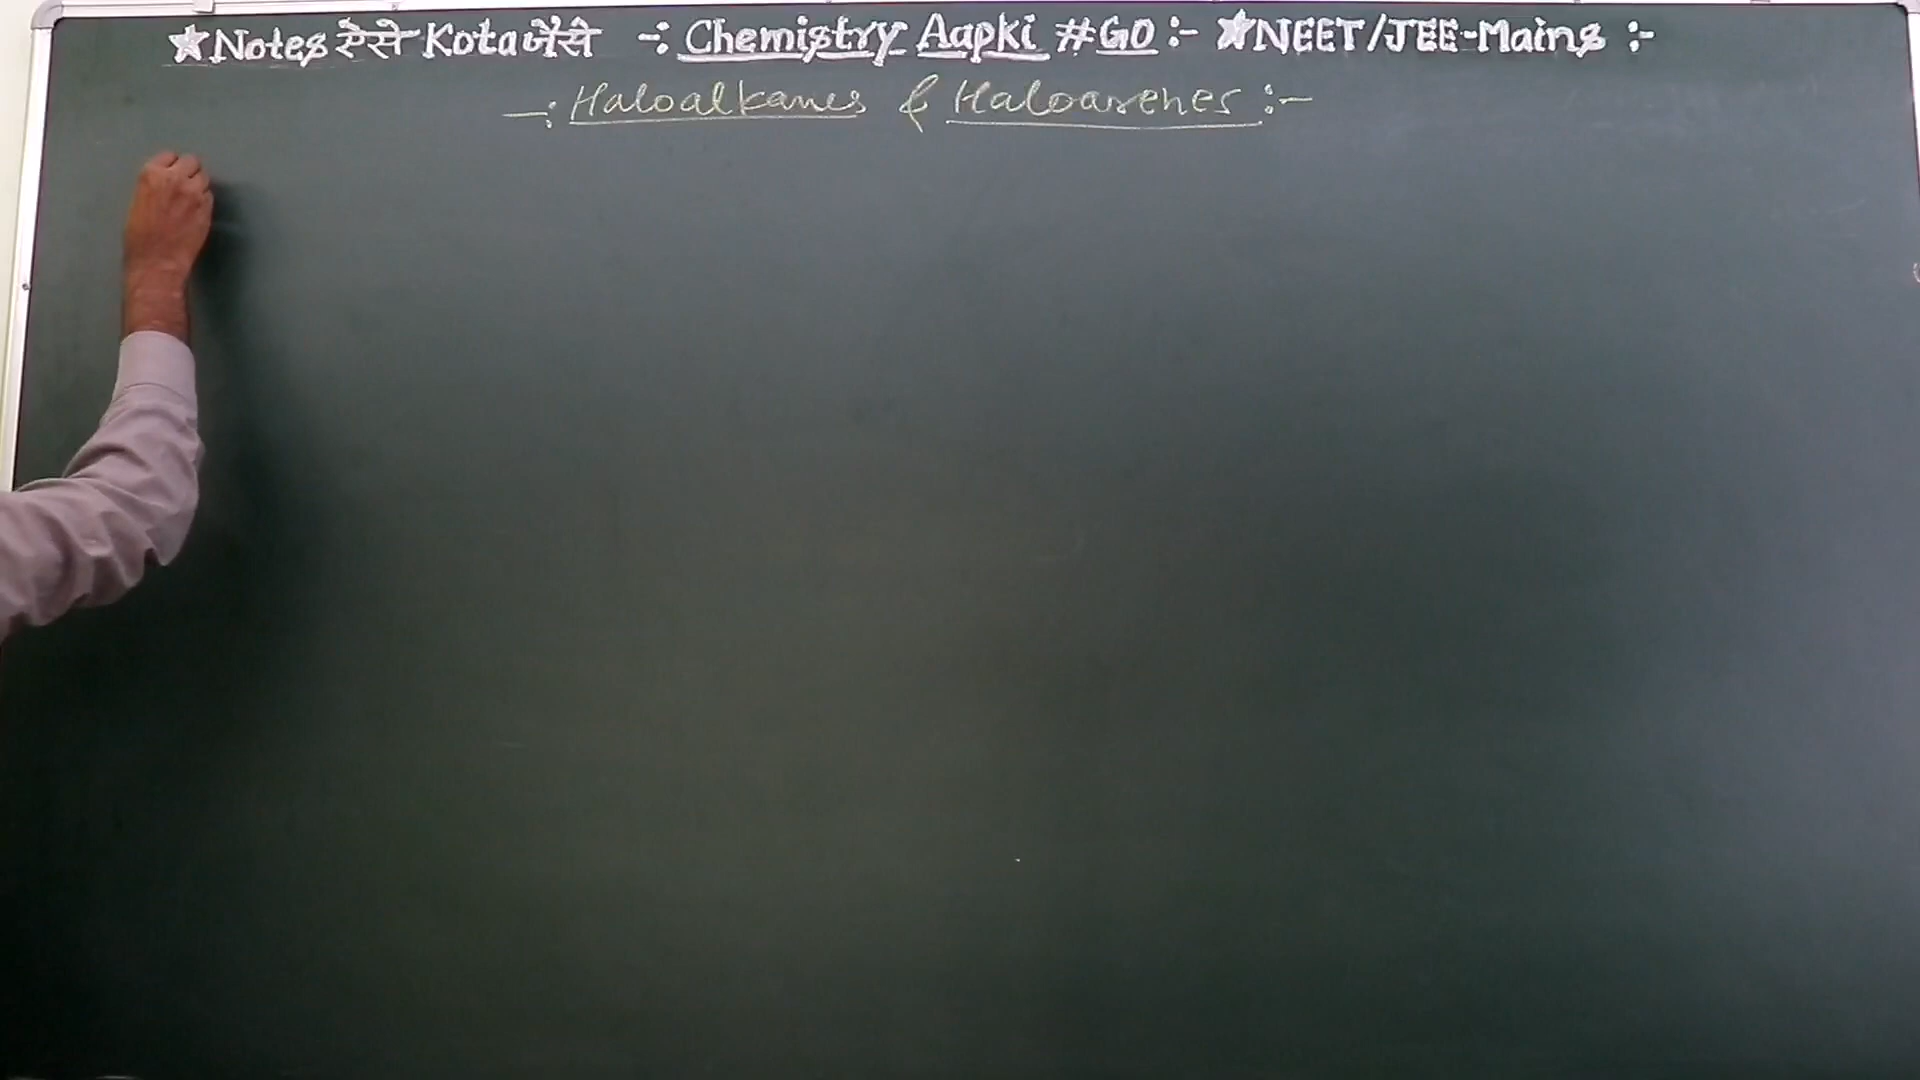 ★Notes ऐसे Kota जैसे -: Chemistry Aapki #GO :- ★NEET/JEE-Mains :-
-: Haloalkanes & Haloarenes :-